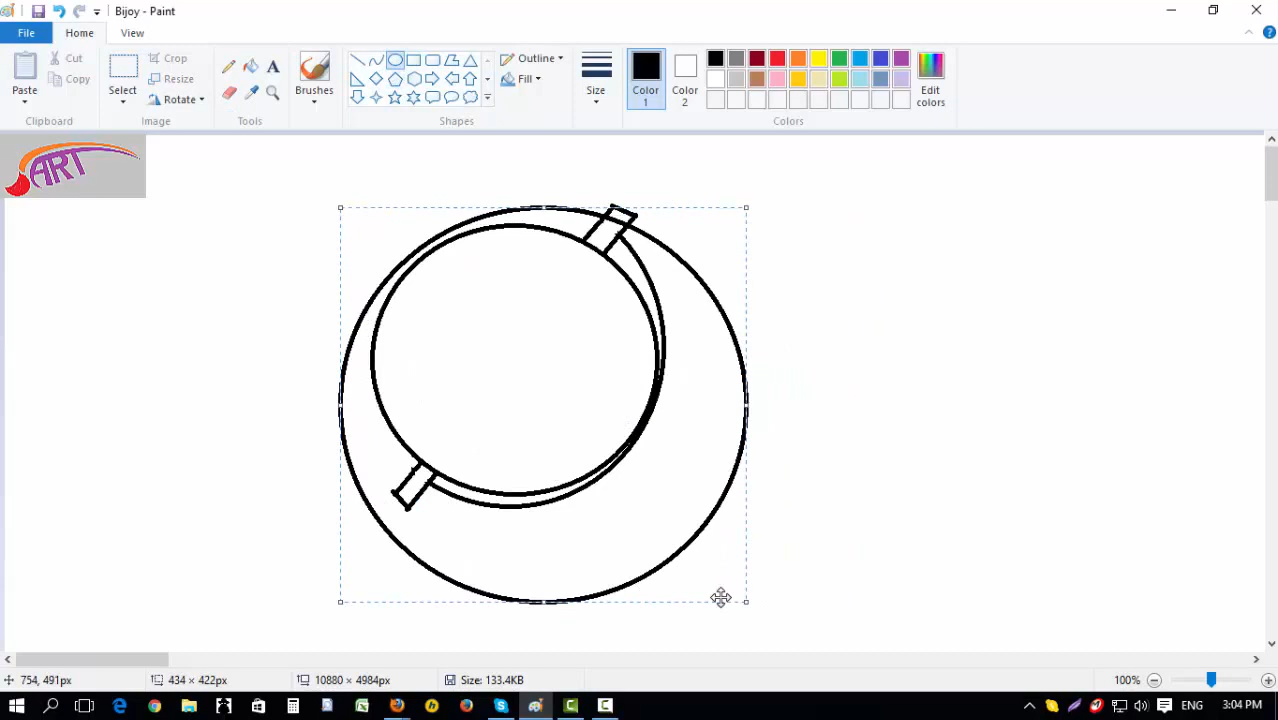 Bijoy - Paint
File Home View
Paste
Cut
Copy
Clipboard
Select
Crop
Resize
Rotate
Image
Tools
Brushes
Outline
Fill
Shapes
Size
Color 1
Color 2
Edit colors
Colors
ART
754, 491px 434 × 422px 10880 × 4984px Size: 133.4KB 100%
ENG 3:04 PM